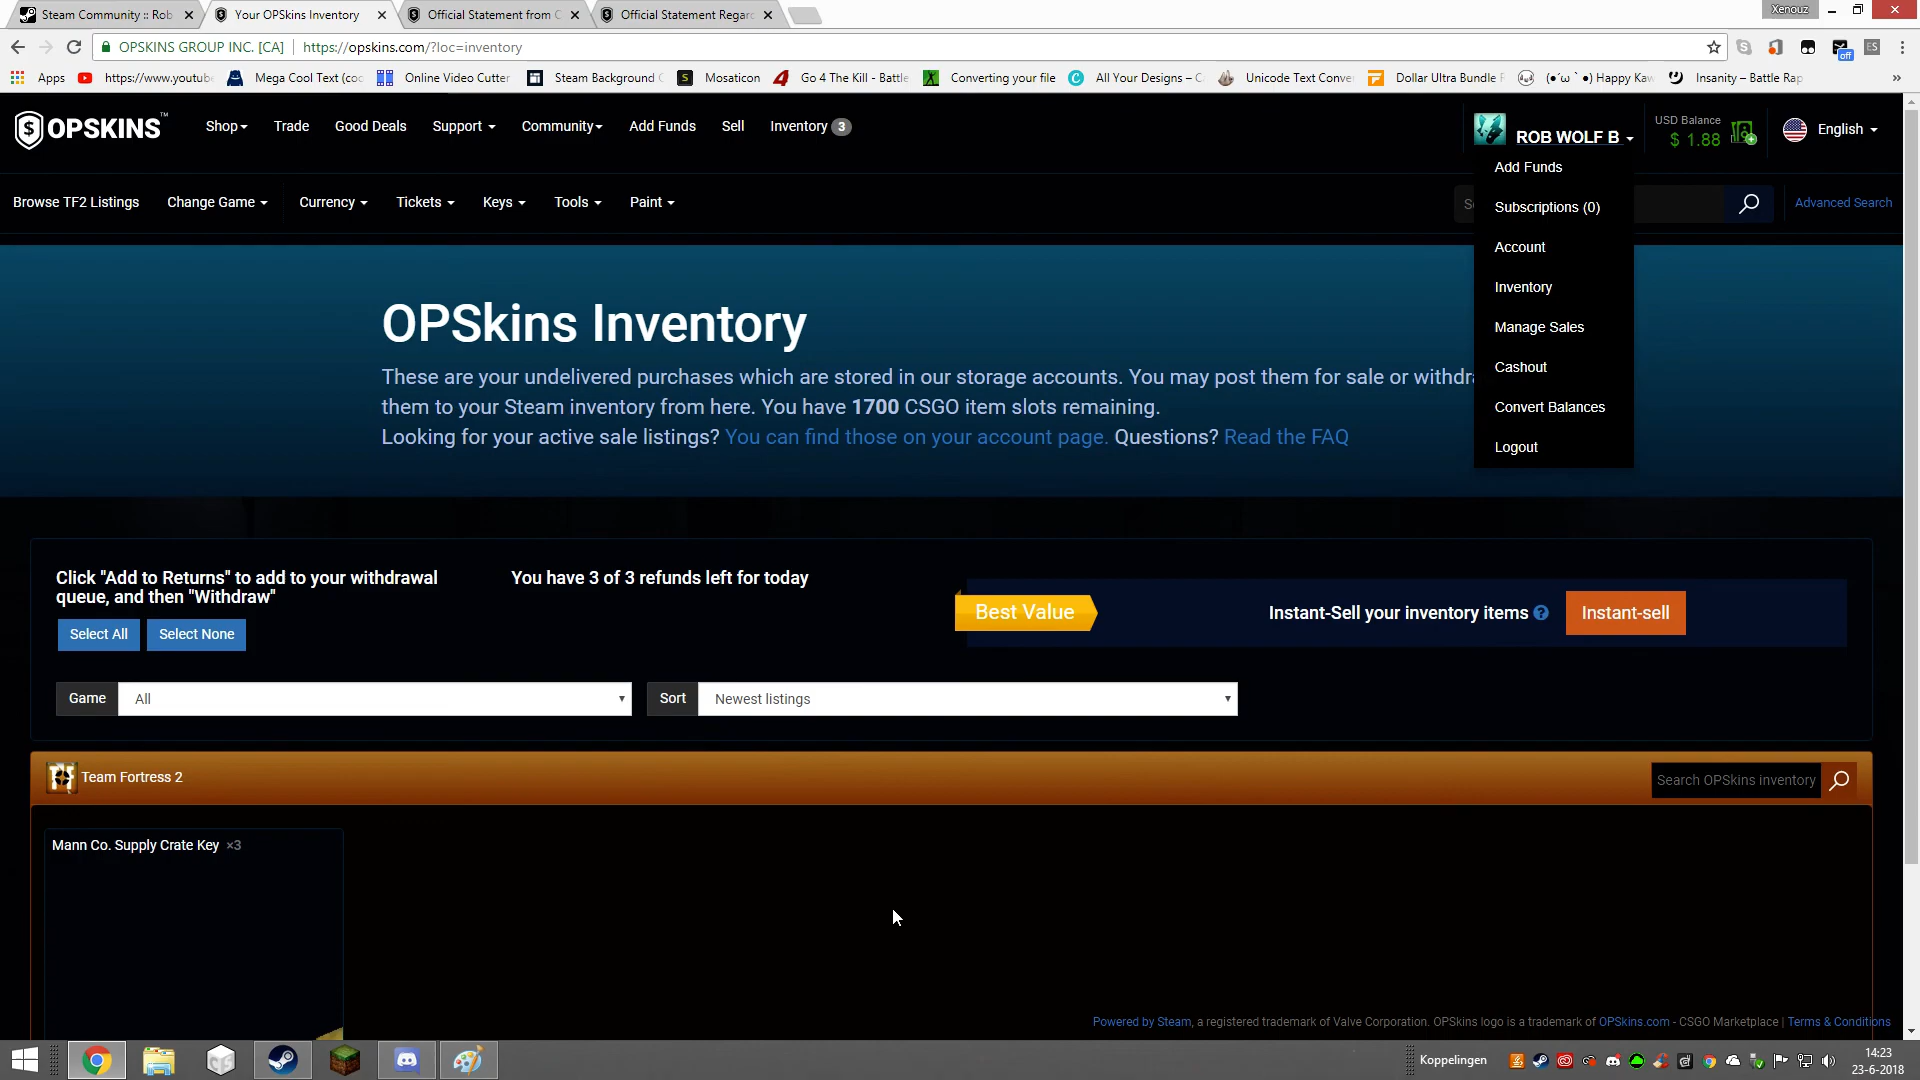 Steam Community :: Rob
Your OPSkins Inventory
Official Statement from C
Official Statement Regar
Xenouz
OPSKINS GROUP INC. [CA]
https://opskins.com/?loc=inventory
ES
off
Apps
https://www.youtub
Mega Cool Text (coo
Online Video Cutter
Steam Background
Mosaticon
Go 4 The Kill - Battle
Converting your file
All Your Designs – C
Unicode Text Conve
Dollar Ultra Bundle F
(●´ω｀●) Happy Kaw
Insanity – Battle Rap
»
OPSKINS™
Shop
Trade
Good Deals
Support
Community
Add Funds
Sell
Inventory 3
ROB WOLF B
USD Balance
$ 1.88
English
Browse TF2 Listings
Change Game
Currency
Tickets
Keys
Tools
Paint
Advanced Search
Add Funds
Subscriptions (0)
Account
Inventory
Manage Sales
Cashout
Convert Balances
Logout
OPSkins Inventory
These are your undelivered purchases which are stored in our storage accounts. You may post them for sale or withdr
them to your Steam inventory from here. You have 1700 CSGO item slots remaining.
Looking for your active sale listings? You can find those on your account page. Questions? Read the FAQ
Click "Add to Returns" to add to your withdrawal
queue, and then "Withdraw"
Select All
Select None
You have 3 of 3 refunds left for today
Best Value
Instant-Sell your inventory items ?
Instant-sell
Game
All
Sort
Newest listings
Team Fortress 2
Search OPSkins inventory
Mann Co. Supply Crate Key ×3
Powered by Steam, a registered trademark of Valve Corporation. OPSkins logo is a trademark of OPSkins.com - CSGO Marketplace | Terms & Conditions
Koppelingen
14:23
23-6-2018